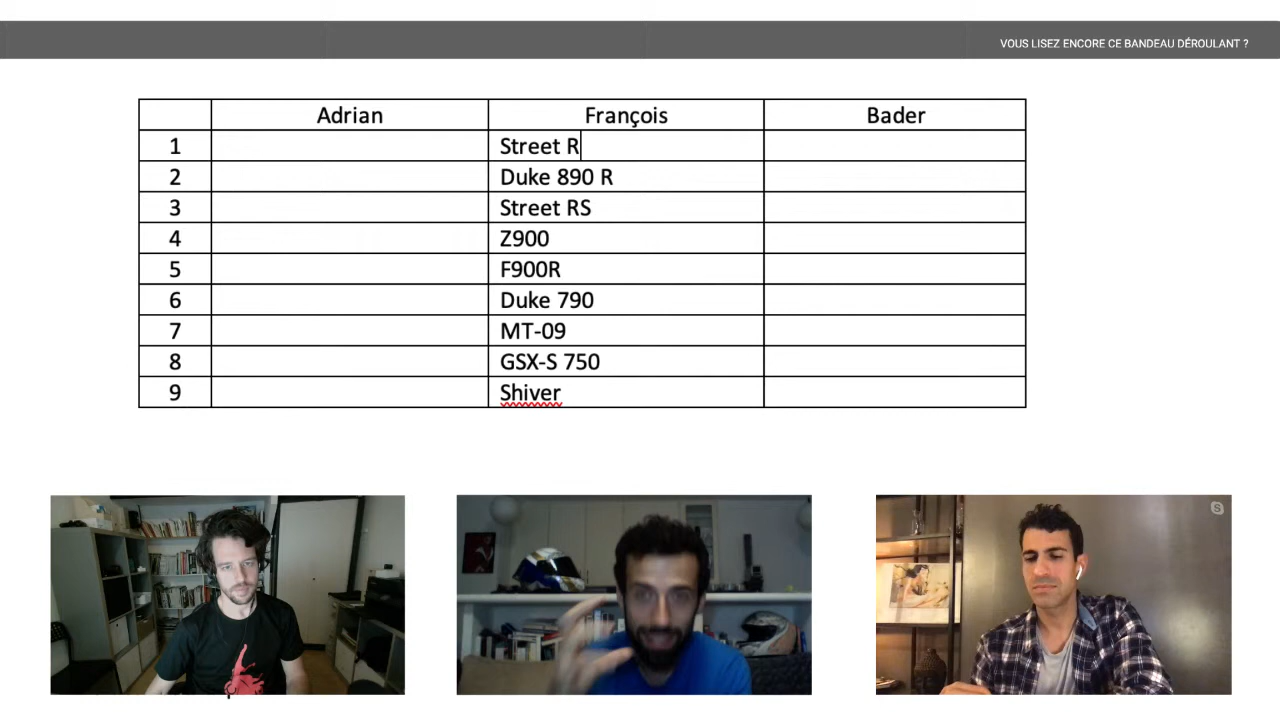 VOUS LISEZ ENCORE CE BANDEAU DÉROULANT ?
Adrian François Bader
1 Street R
2 Duke 890 R
3 Street RS
4 Z900
5 F900R
6 Duke 790
7 MT-09
8 GSX-S 750
9 Shiver